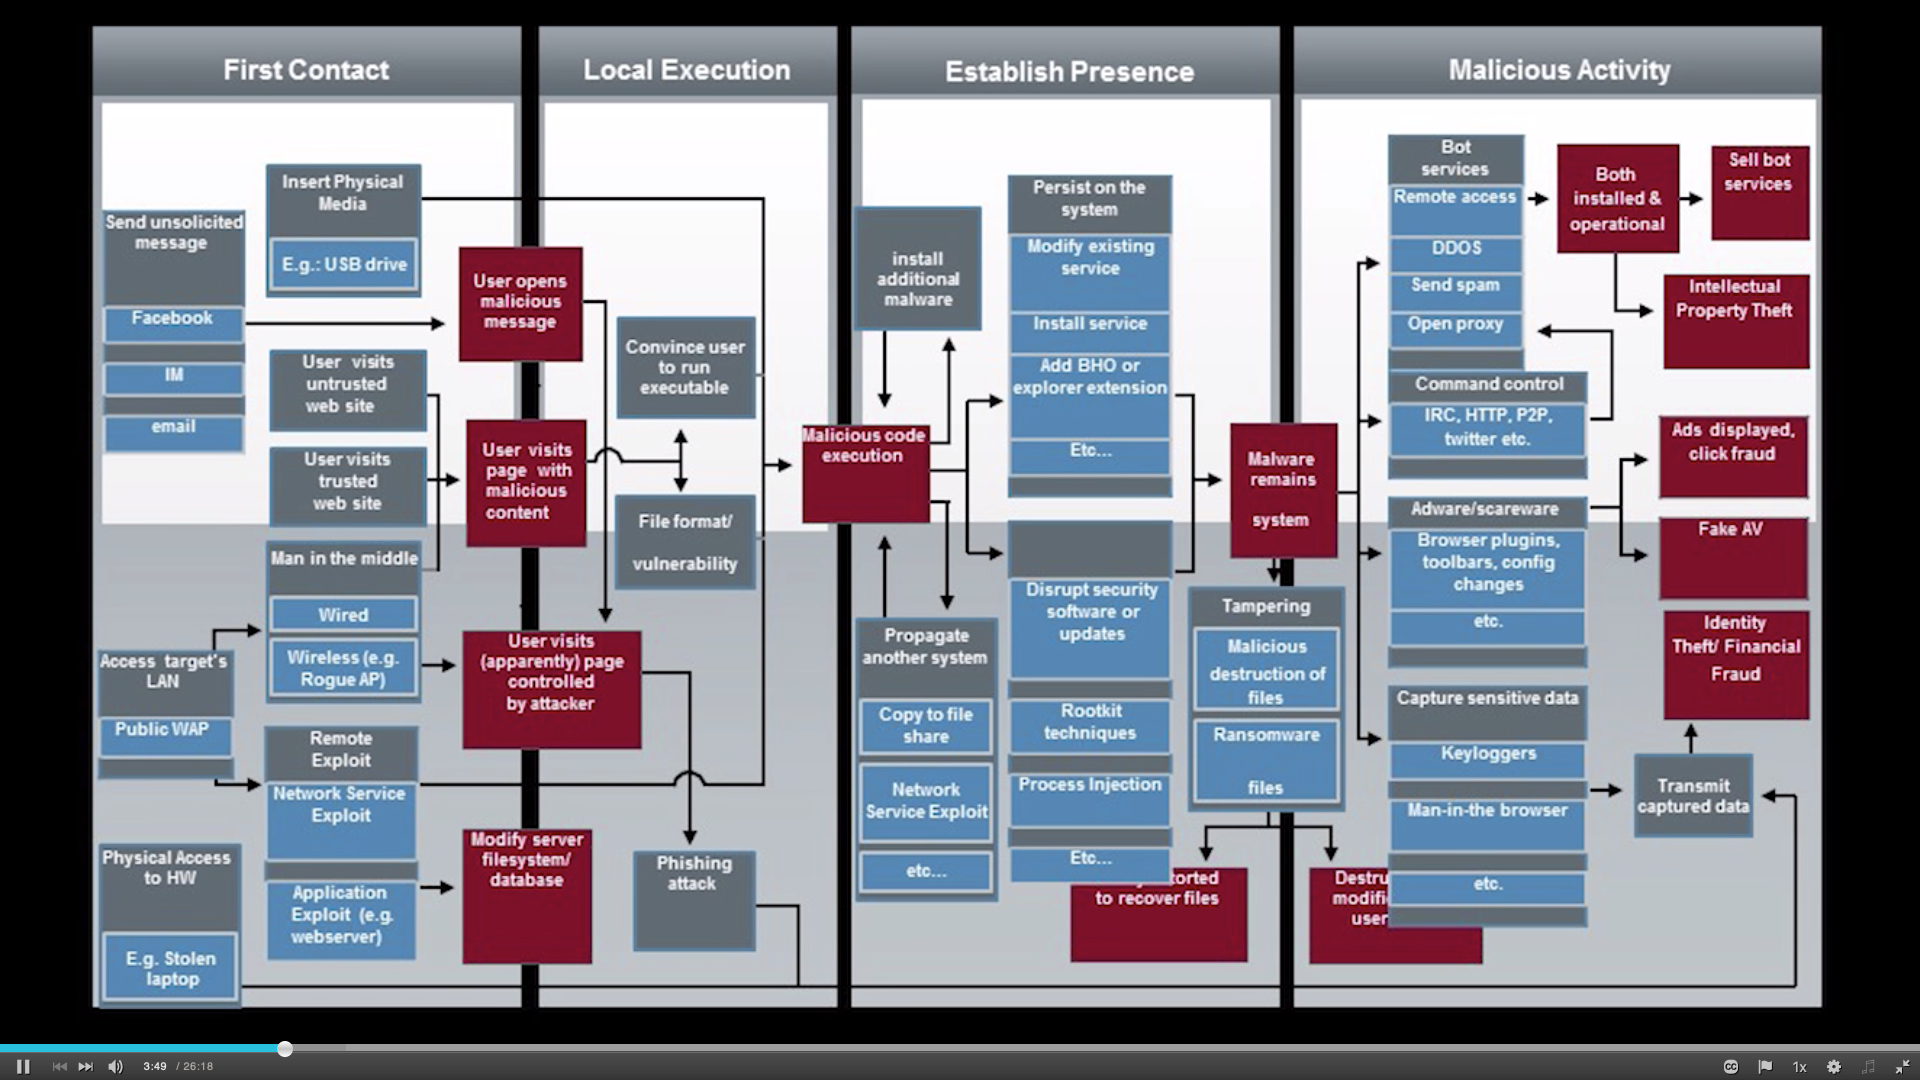 First Contact
Local Execution
Establish Presence
Malicious Activity
Send unsolicited
message
Facebook
IM
email
Insert Physical
Media
E.g.: USB drive
User visits
untrusted
web site
User visits
trusted
web site
Man in the middle
Wired
Wireless (e.g.
Rogue AP)
Access target's
LAN
Public WAP
Remote
Exploit
Network Service
Exploit
Application
Exploit (e.g.
webserver)
Physical Access
to HW
E.g. Stolen
laptop
User opens
malicious
message
User visits
page with
malicious
content
User visits
(apparently) page
controlled
by attacker
Modify server
filesystem/
database
Convince user
to run
executable
File format/
vulnerability
Phishing
attack
Malicious code
execution
install
additional
malware
Propagate
another system
Copy to file
share
Network
Service Exploit
etc...
Persist on the
system
Modify existing
service
Install service
Add BHO or
explorer extension
Etc...
Disrupt security
software or
updates
Rootkit
techniques
Process Injection
Etc...
to recover files
Malware
remains
system
Tampering
Malicious
destruction of
files
Ransomware
files
user
Bot
services
Remote access
DDOS
Send spam
Open proxy
Command control
IRC, HTTP, P2P,
twitter etc.
Adware/scareware
Browser plugins,
toolbars, config
changes
etc.
Capture sensitive data
Keyloggers
Man-in-the browser
etc.
Both
installed &
operational
Sell bot
services
Intellectual
Property Theft
Ads displayed,
click fraud
Fake AV
Identity
Theft/ Financial
Fraud
Transmit
captured data
3:49 / 26:18
CC
1x